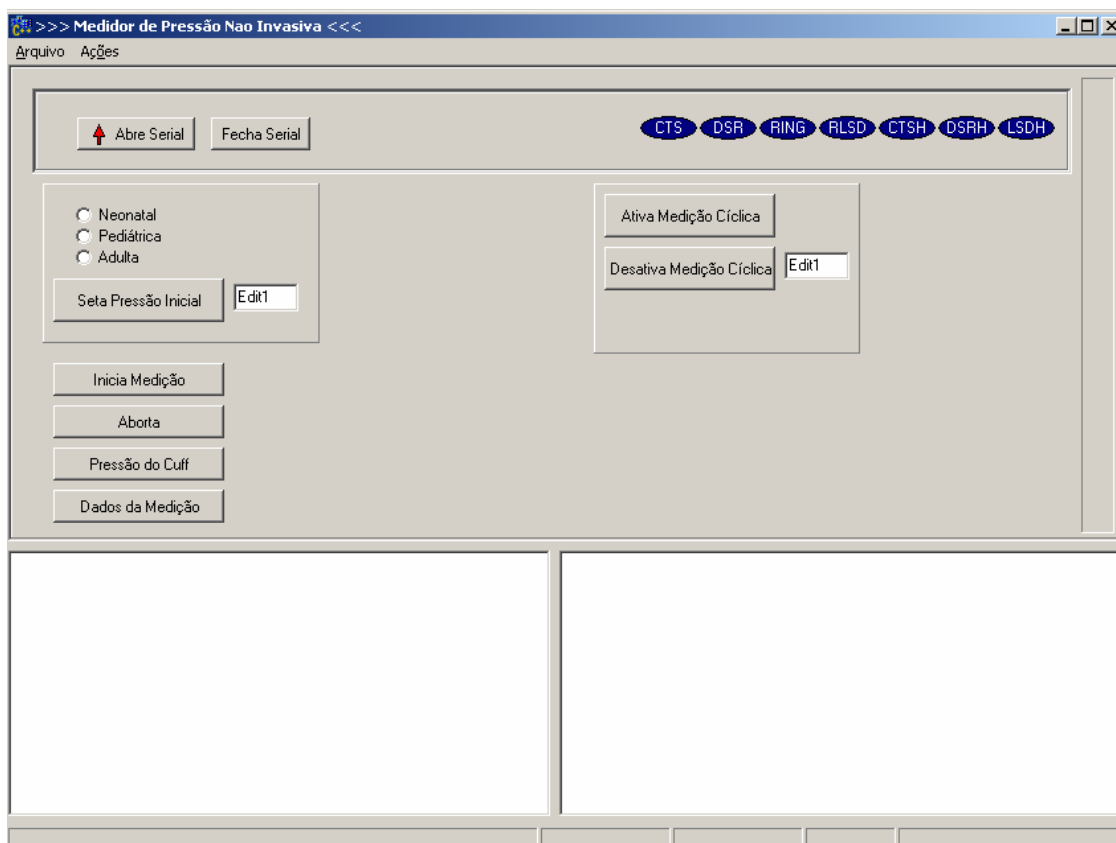 >>> Medidor de Pressão Nao Invasiva <<<
Arquivo Ações
Abre Serial Fecha Serial CTS DSR RING RLSD CTSH DSRH LSDH
Neonatal
Pediátrica
Adulta
Seta Pressão Inicial Edit1
Ativa Medição Cíclica
Desativa Medição Cíclica Edit1
Inicia Medição
Aborta
Pressão do Cuff
Dados da Medição